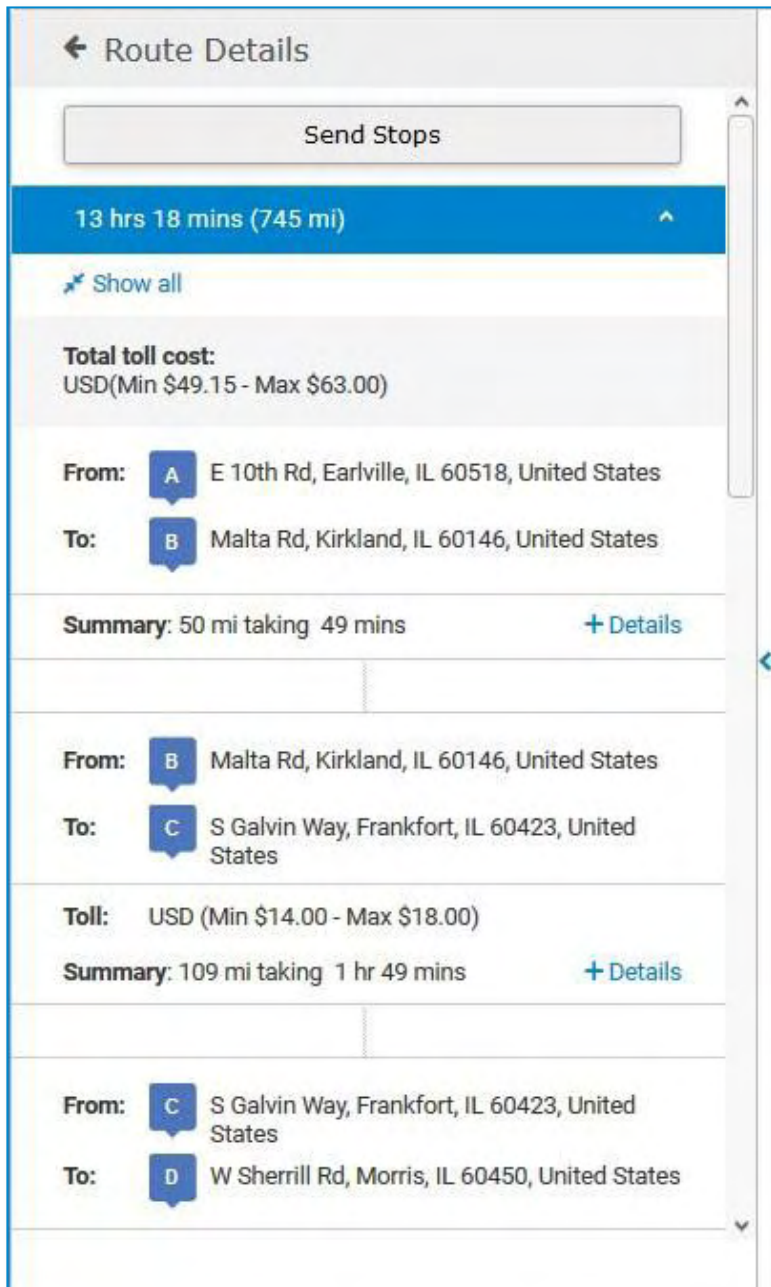 Route Details
Send Stops
13 hrs 18 mins (745 mi)
Show all
Total toll cost:
USD(Min $49.15 - Max $63.00)
From: A E 10th Rd, Earlville, IL 60518, United States
To: B Malta Rd, Kirkland, IL 60146, United States
Summary: 50 mi taking 49 mins +Details
From: B Malta Rd, Kirkland, IL 60146, United States
To: C S Galvin Way, Frankfort, IL 60423, United
States
Toll: USD (Min $14.00 - Max $18.00)
Summary: 109 mi taking 1 hr 49 mins +Details
From: C S Galvin Way, Frankfort, IL 60423, United
States
To: D W Sherrill Rd, Morris, IL 60450, United States